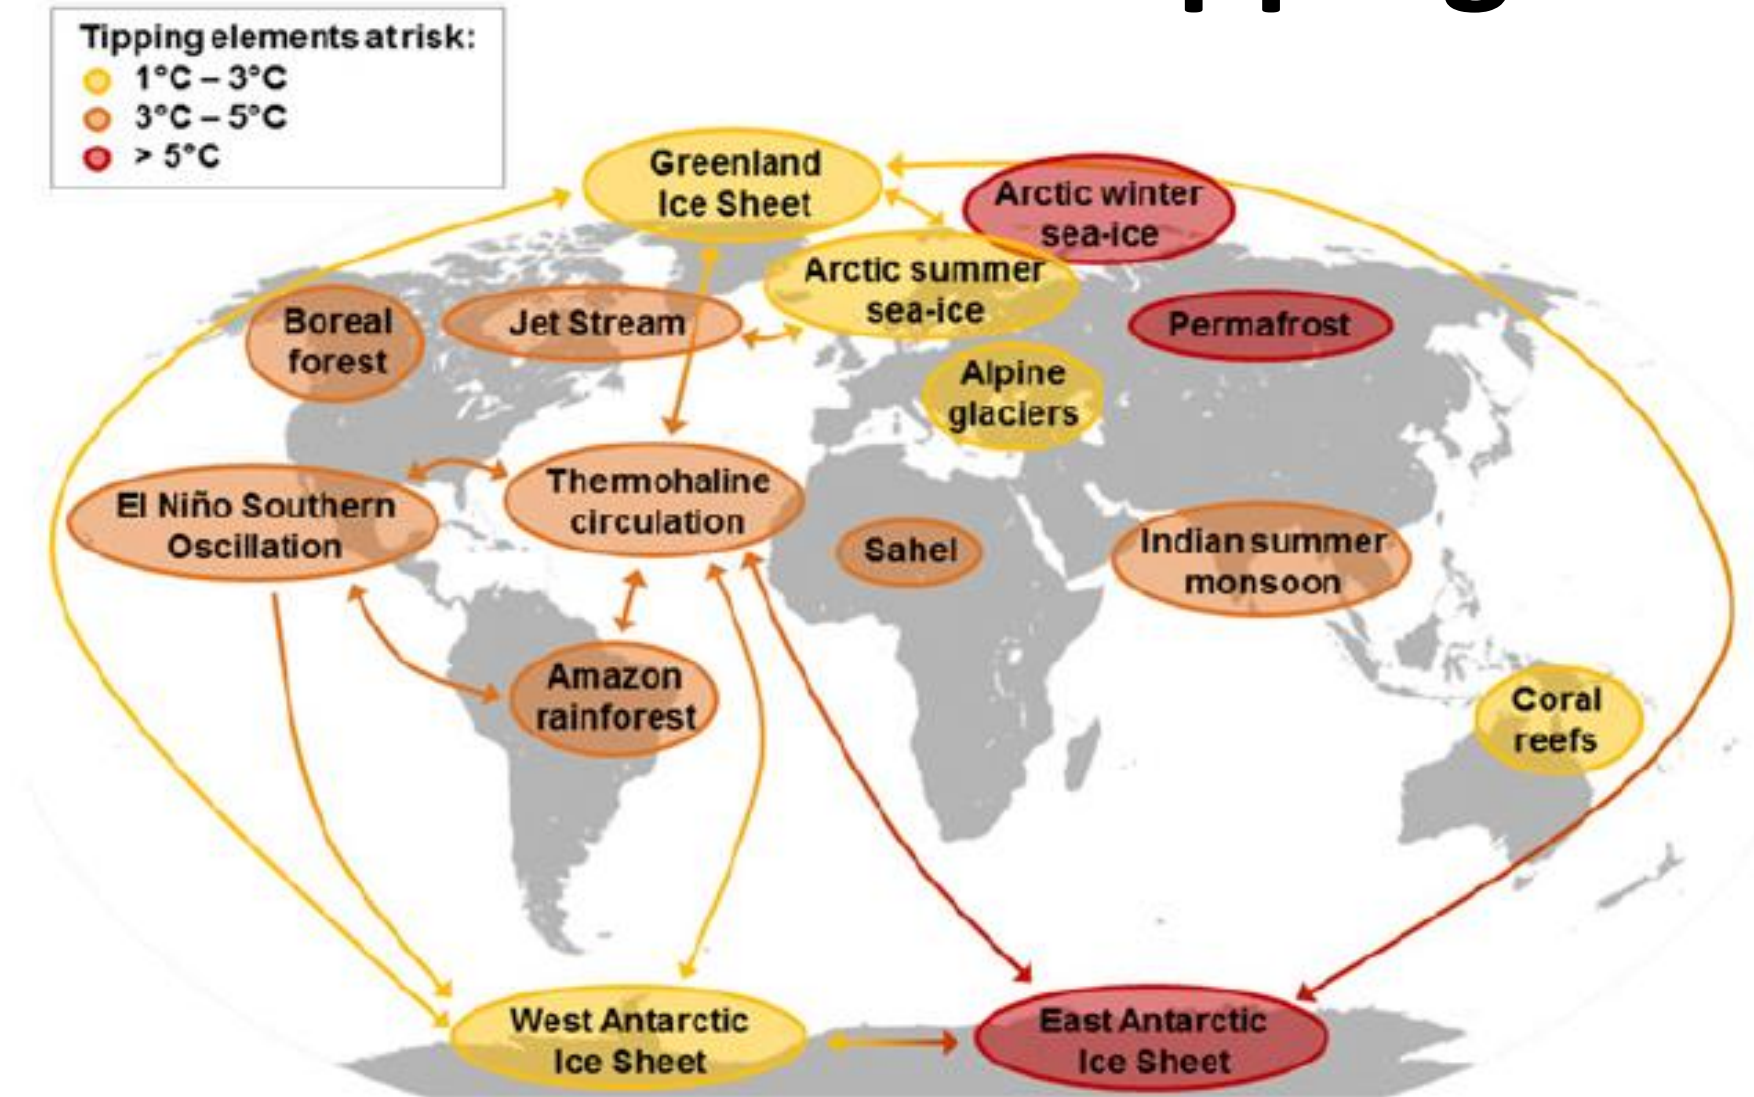 Tipping elements at risk:
1°C – 3°C
3°C – 5°C
> 5°C
Greenland
Ice Sheet
Arctic winter
sea-ice
Arctic summer
sea-ice
Boreal
forest
Jet Stream
Permafrost
Alpine
glaciers
El Niño Southern
Oscillation
Thermohaline
circulation
Sahel
Indian summer
monsoon
Amazon
rainforest
Coral
reefs
West Antarctic
Ice Sheet
East Antarctic
Ice Sheet